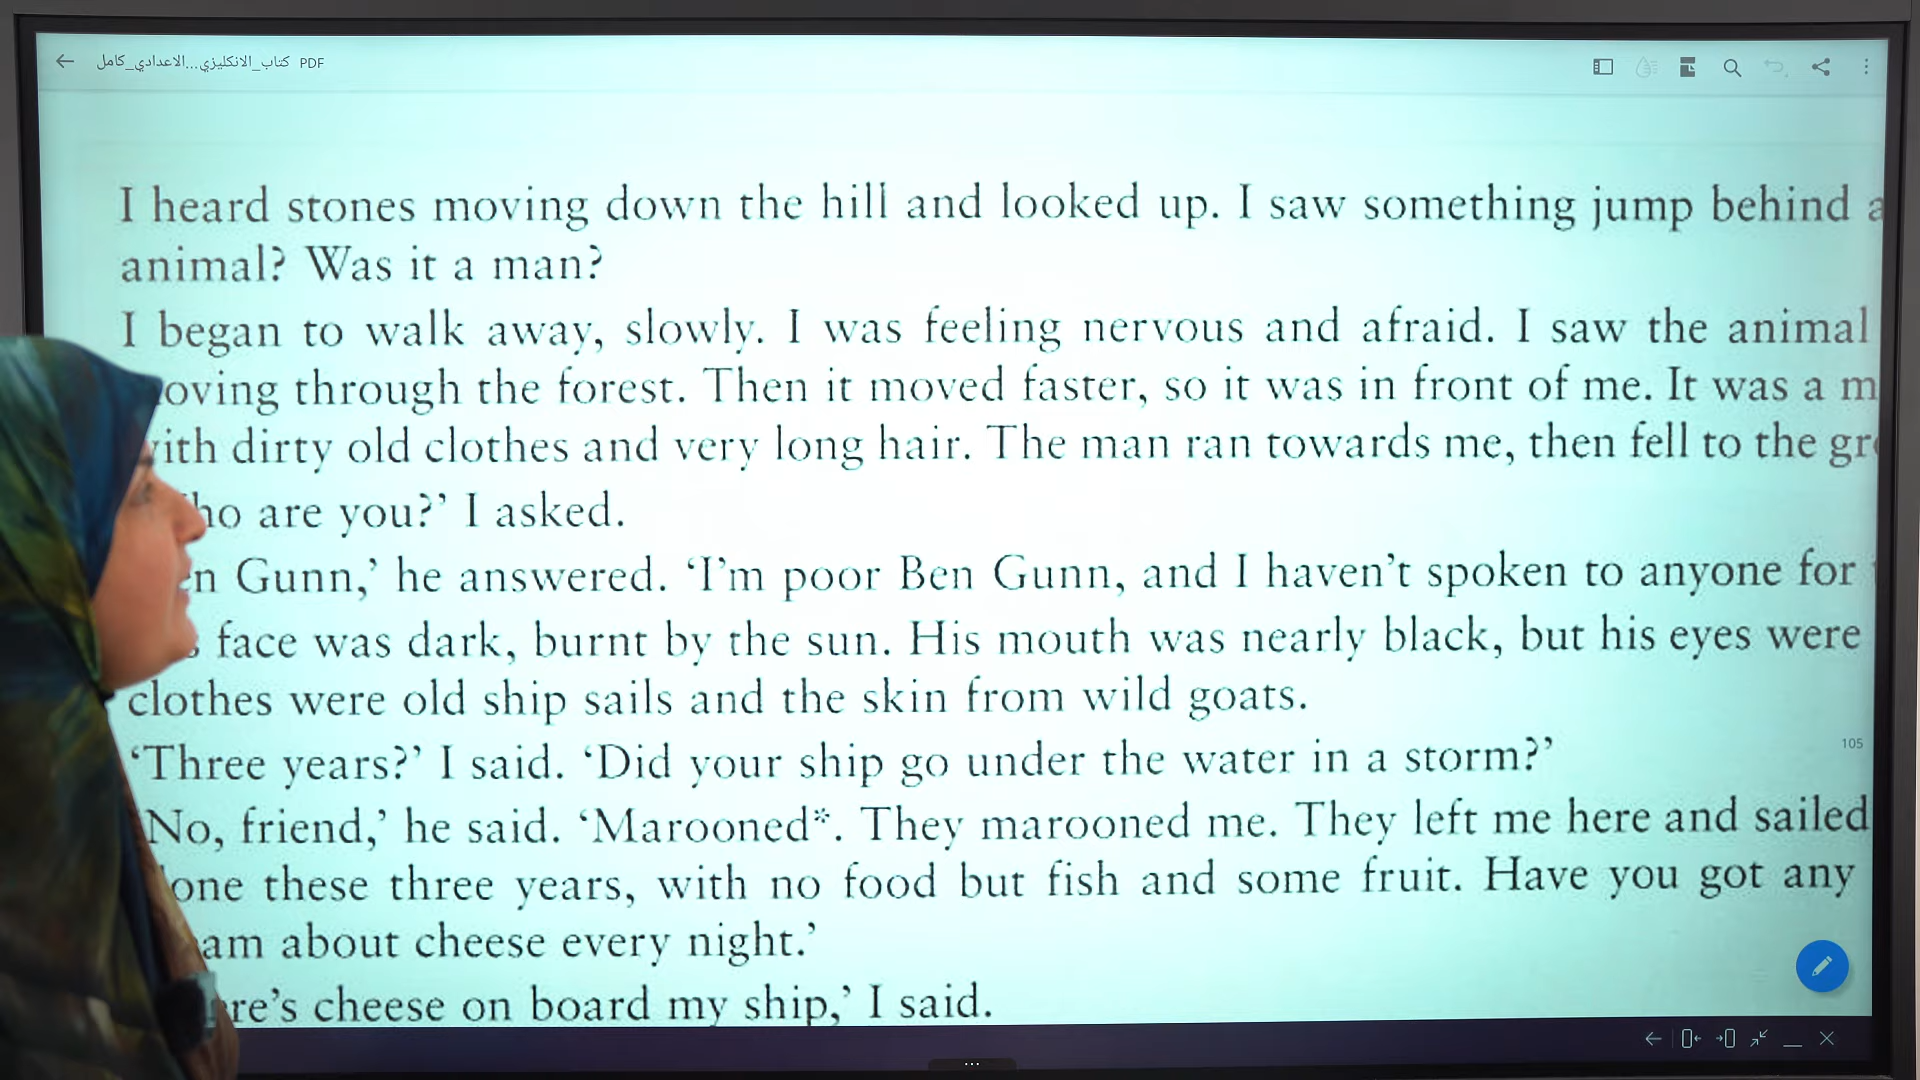 كتاب_الانكليزي...الاعدادي_كامل PDF
I heard stones moving down the hill and looked up. I saw something jump behind
animal? Was it a man?
I began to walk away, slowly. I was feeling nervous and afraid. I saw the animal
oving through the forest. Then it moved faster, so it was in front of me. It was a m
ith dirty old clothes and very long hair. The man ran towards me, then fell to the gr
ho are you?’ I asked.
n Gunn,’ he answered. ‘I’m poor Ben Gunn, and I haven’t spoken to anyone for
face was dark, burnt by the sun. His mouth was nearly black, but his eyes were
clothes were old ship sails and the skin from wild goats.
‘Three years?’ I said. ‘Did your ship go under the water in a storm?’
105
‘No, friend,’ he said. ‘Marooned*. They marooned me. They left me here and sailed
one these three years, with no food but fish and some fruit. Have you got any
am about cheese every night.’
re’s cheese on board my ship,’ I said.